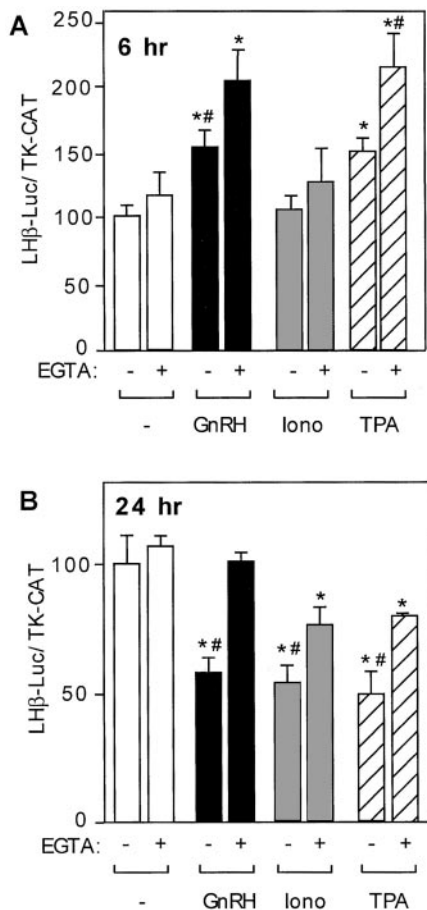 A
6 hr
LHβ-Luc/ TK-CAT
250
200
150
100
50
0
*#
*
*
*#
EGTA: - + - + - + - +
- GnRH Iono TPA
B
24 hr
LHβ-Luc/ TK-CAT
100
50
0
*#
*#
*
*#
*
EGTA: - + - + - + - +
- GnRH Iono TPA